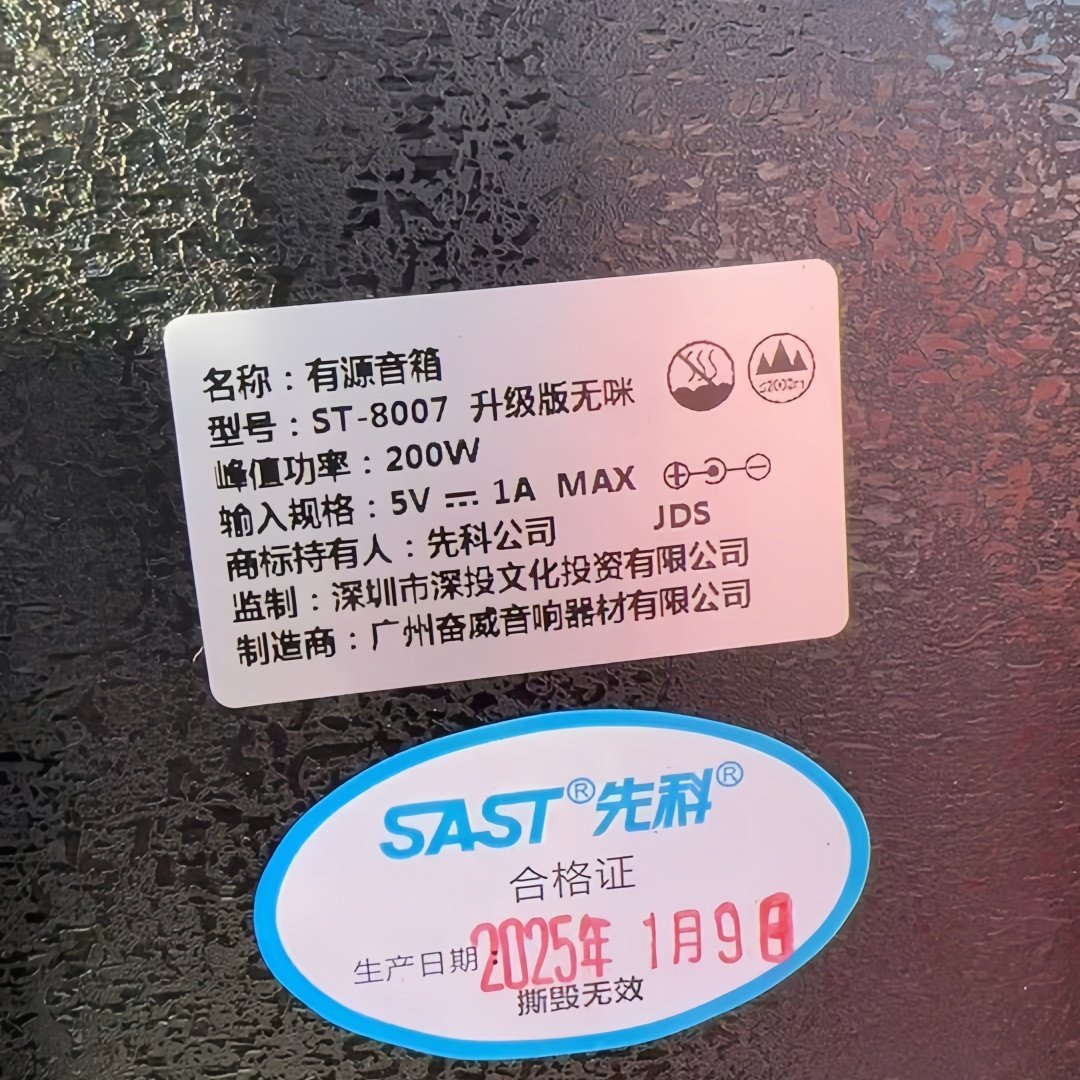 名称：有源音箱
型号：ST-8007 升级版无咪
峰值功率：200W
输入规格：5V ⎓ 1A MAX
JDS
商标持有人：先科公司
监制：深圳市深投文化投资有限公司
制造商：广州奋威音响器材有限公司
SAST®先科®
合格证
生产日期：2025年 1月9日
撕毁无效